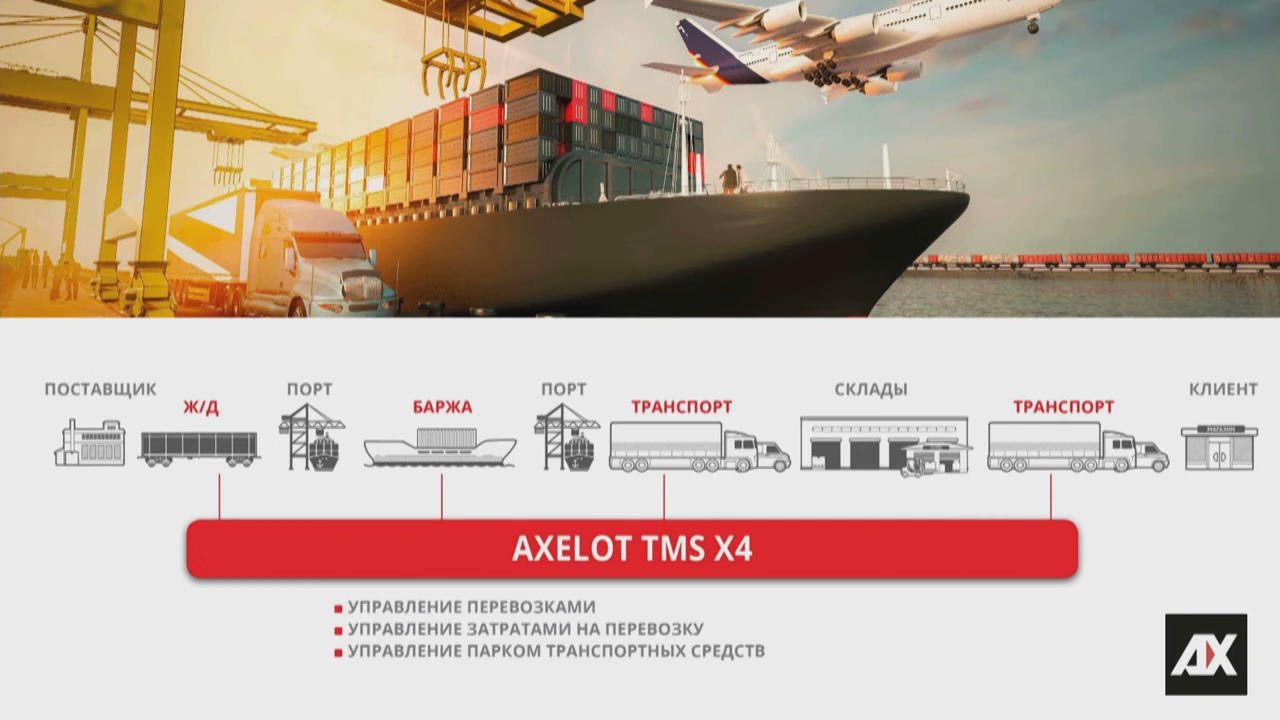 ПОСТАВЩИК
Ж/Д
ПОРТ
БАРЖА
ПОРТ
ТРАНСПОРТ
СКЛАДЫ
ТРАНСПОРТ
КЛИЕНТ
МАГАЗИН
AXELOT TMS X4
УПРАВЛЕНИЕ ПЕРЕВОЗКАМИ
УПРАВЛЕНИЕ ЗАТРАТАМИ НА ПЕРЕВОЗКУ
УПРАВЛЕНИЕ ПАРКОМ ТРАНСПОРТНЫХ СРЕДСТВ
AX